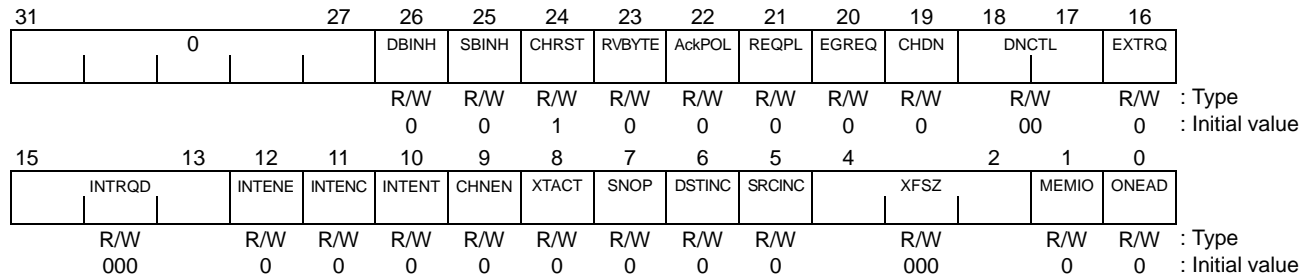 31 27 26 25 24 23 22 21 20 19 18 17 16
0 DBINH SBINH CHRST RVBYTE AckPOL REQPL EGREQ CHDN DNCTL EXTRQ
R/W R/W R/W R/W R/W R/W R/W R/W R/W R/W : Type
0 0 1 0 0 0 0 0 00 0 : Initial value
15 13 12 11 10 9 8 7 6 5 4 2 1 0
INTRQD INTENE INTENC INTENT CHNEN XTACT SNOP DSTINC SRCINC XFSZ MEMIO ONEAD
R/W R/W R/W R/W R/W R/W R/W R/W R/W R/W R/W R/W : Type
000 0 0 0 0 0 0 0 0 000 0 0 : Initial value